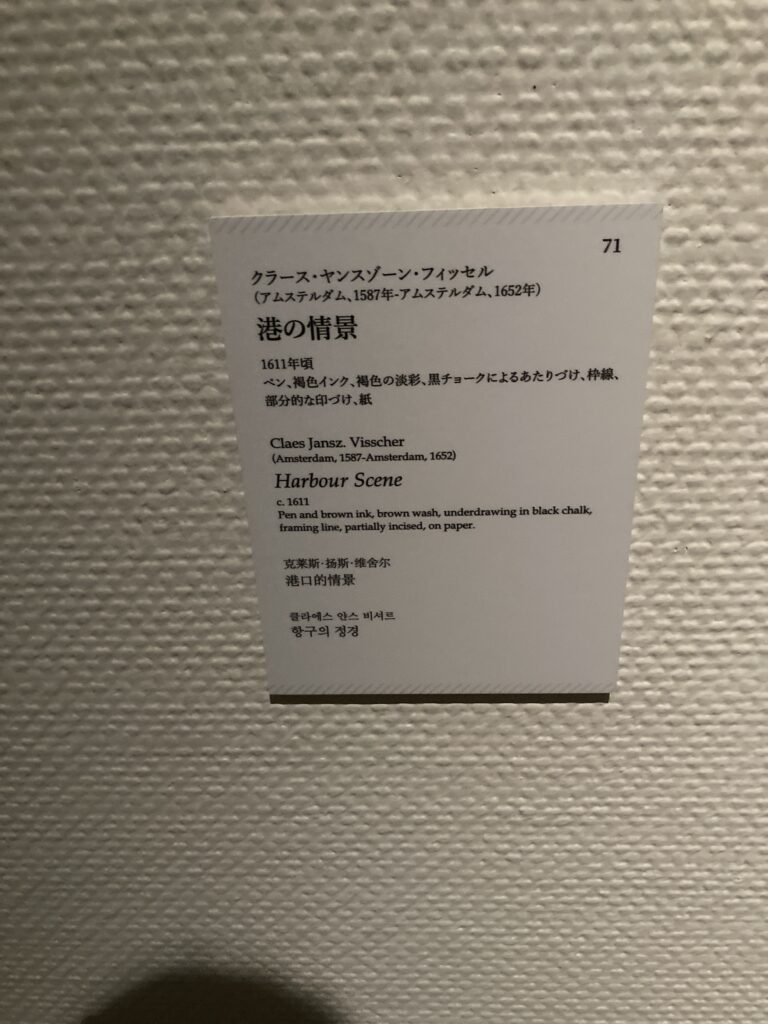 71
クラース・ヤンスゾーン・フィッセル
（アムステルダム、1587年-アムステルダム、1652年）
港の情景
1611年頃
ペン、褐色インク、褐色の淡彩、黒チョークによるあたりづけ、枠線、
部分的な印づけ、紙
Claes Jansz. Visscher
(Amsterdam, 1587-Amsterdam, 1652)
Harbour Scene
c. 1611
Pen and brown ink, brown wash, underdrawing in black chalk,
framing line, partially incised, on paper.
克莱斯·扬斯·维舍尔
港口的情景
클라에스 얀스 비셔르
항구의 정경